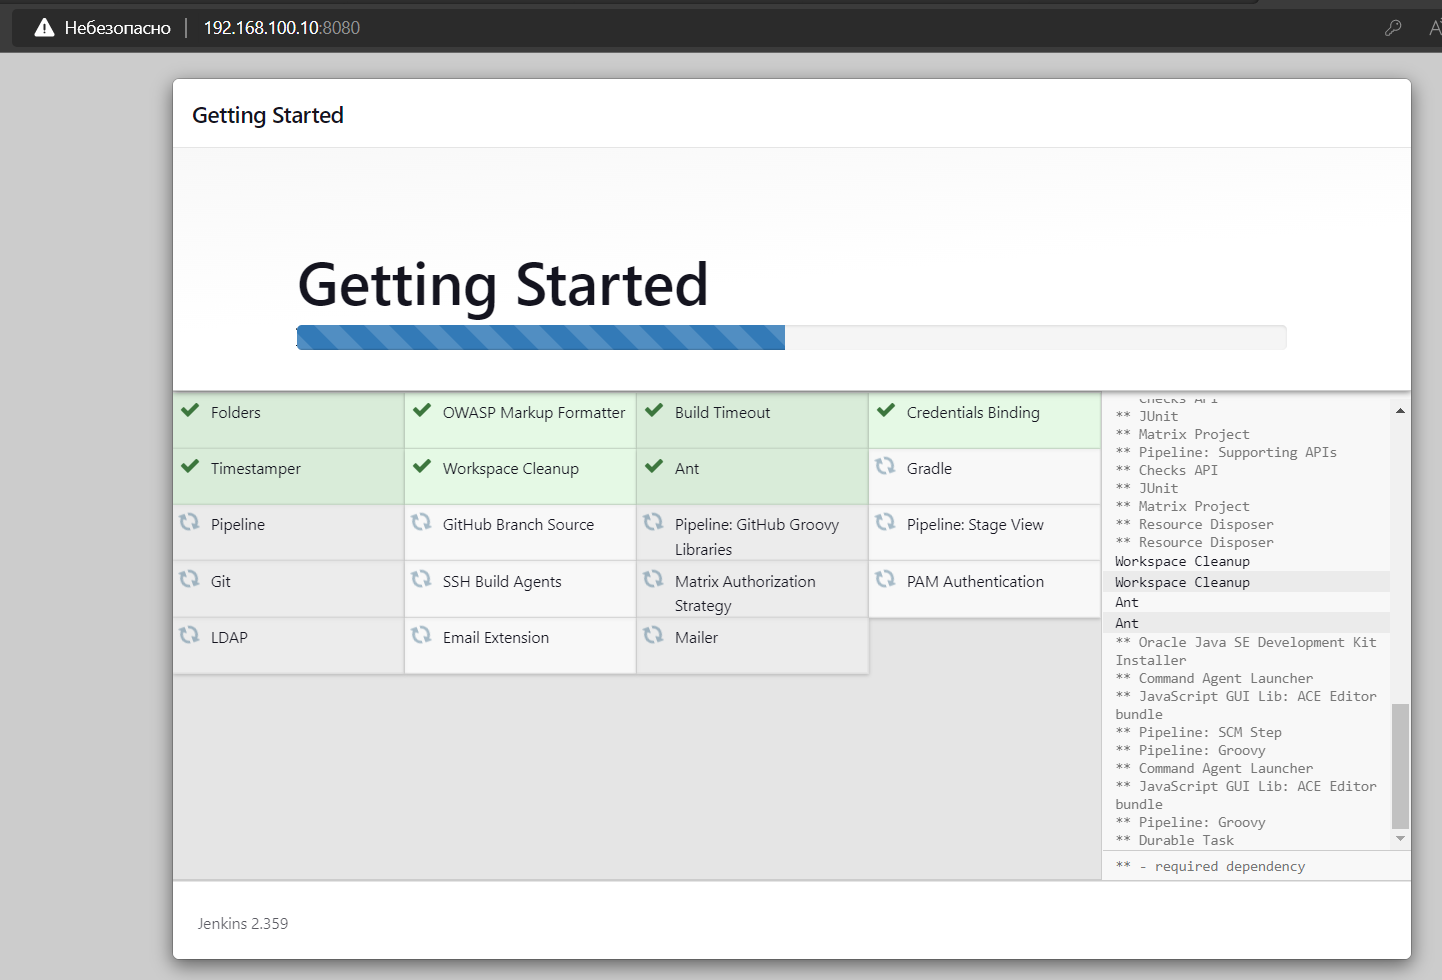 Небезопасно
192.168.100.10:8080
Getting Started
Getting Started
Folders
OWASP Markup Formatter
Build Timeout
Credentials Binding
Timestamper
Workspace Cleanup
Ant
Gradle
Pipeline
GitHub Branch Source
Pipeline: GitHub Groovy
Libraries
Pipeline: Stage View
Git
SSH Build Agents
Matrix Authorization
Strategy
PAM Authentication
LDAP
Email Extension
Mailer
** Checks API
** JUnit
** Matrix Project
** Pipeline: Supporting APIs
** Checks API
** JUnit
** Matrix Project
** Resource Disposer
** Resource Disposer
Workspace Cleanup
Workspace Cleanup
Ant
Ant
** Oracle Java SE Development Kit
Installer
** Command Agent Launcher
** JavaScript GUI Lib: ACE Editor
bundle
** Pipeline: SCM Step
** Pipeline: Groovy
** Command Agent Launcher
** JavaScript GUI Lib: ACE Editor
bundle
** Pipeline: Groovy
** Durable Task
** - required dependency
Jenkins 2.359